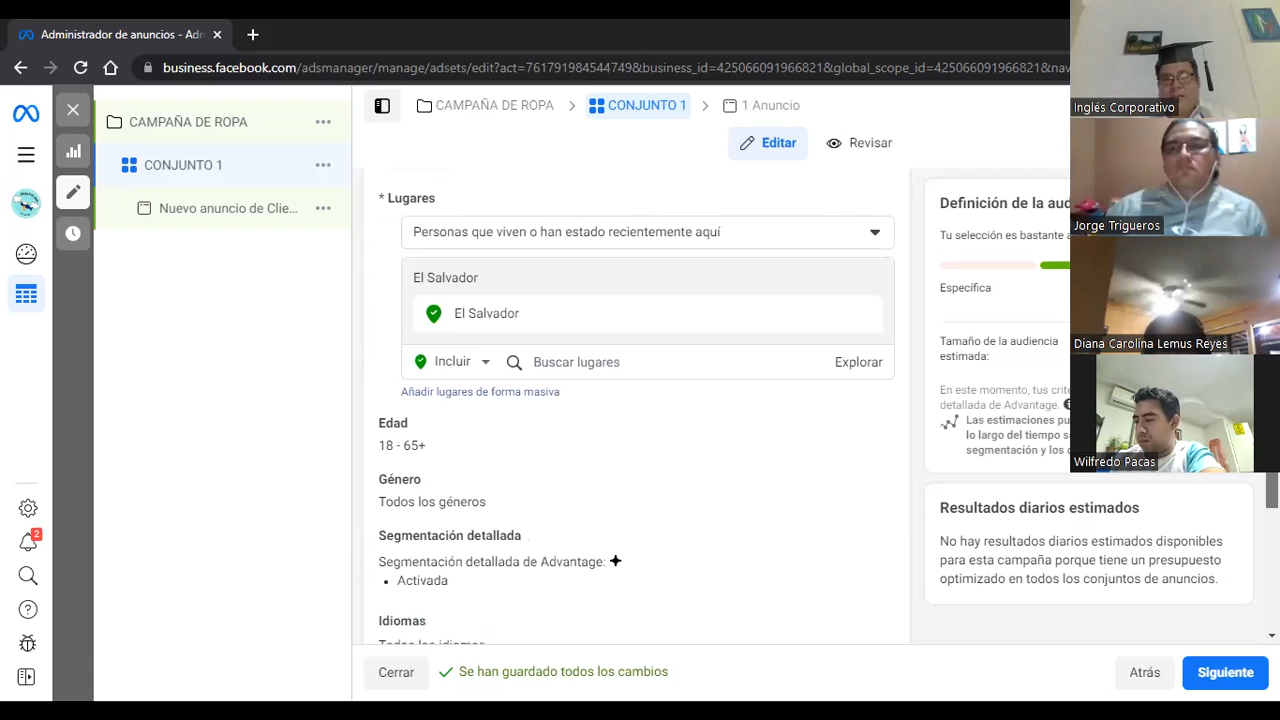 Administrador de anuncios - Adn
business.facebook.com/adsmanager/manage/adsets/edit?act=761791984544749&business_id=425066091966821&global_scope_id=425066091966821&nav
CAMPAÑA DE ROPA
CONJUNTO 1
Nuevo anuncio de Clie...
2
CAMPAÑA DE ROPA
CONJUNTO 1
1 Anuncio
Editar
Revisar
* Lugares
Personas que viven o han estado recientemente aquí
El Salvador
El Salvador
Incluir
Buscar lugares
Explorar
Añadir lugares de forma masiva
Edad
18 - 65+
Género
Todos los géneros
Segmentación detallada
Segmentación detallada de Advantage:
Activada
Idiomas
Todos los idiomas
Cerrar
Se han guardado todos los cambios
Atrás
Siguiente
Definición de la au
Tu selección es bastante a
Específica
Tamaño de la audiencia
estimada:
En este momento, tus crite
detallada de Advantage.
Las estimaciones pu
lo largo del tiempo s
segmentación y los d
Resultados diarios estimados
No hay resultados diarios estimados disponibles
para esta campaña porque tiene un presupuesto
optimizado en todos los conjuntos de anuncios.
Inglés Corporativo
Jorge Trigueros
Diana Carolina Lemus Reyes
Wilfredo Pacas